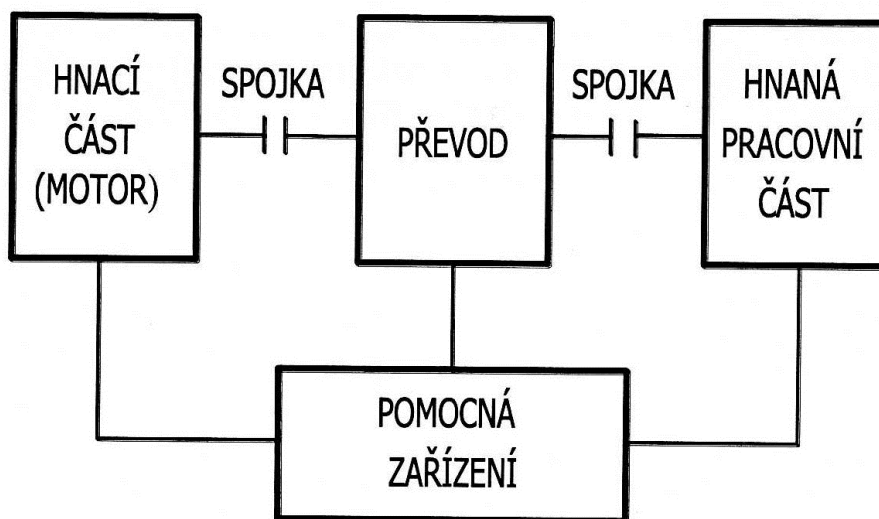 HNACÍ
ČÁST
(MOTOR)
SPOJKA
PŘEVOD
SPOJKA
HNANÁ
PRACOVNÍ
ČÁST
POMOCNÁ
ZAŘÍZENÍ